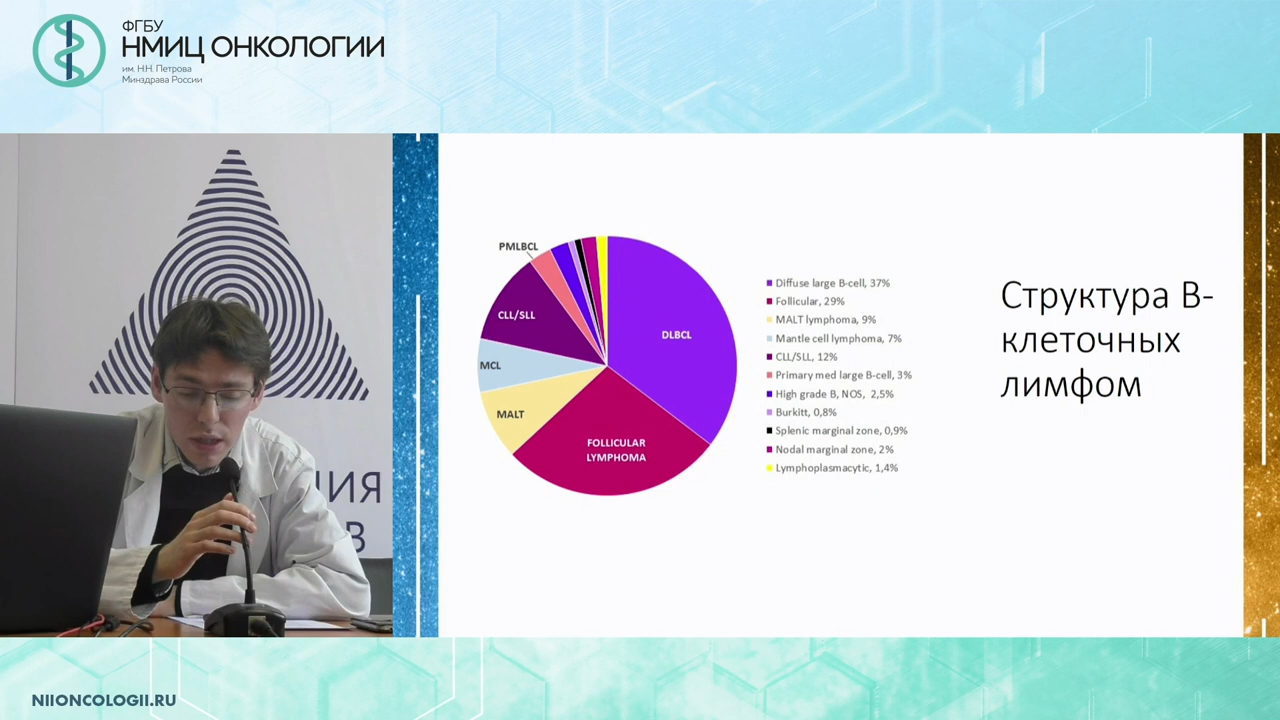 ФГБУ
НМИЦ ОНКОЛОГИИ
им. Н.Н. Петрова
Минздрава России
ИЯ
В
PMLBCL
CLL/SLL
DLBCL
MCL
MALT
FOLLICULAR
LYMPHOMA
Diffuse large B-cell, 37%
Follicular, 29%
MALT lymphoma, 9%
Mantle cell lymphoma, 7%
CLL/SLL, 12%
Primary med large B-cell, 3%
High grade B, NOS, 2,5%
Burkitt, 0,8%
Splenic marginal zone, 0,9%
Nodal marginal zone, 2%
Lymphoplasmacytic, 1,4%
Структура В-
клеточных
лимфом
NIIONCOLOGII.RU